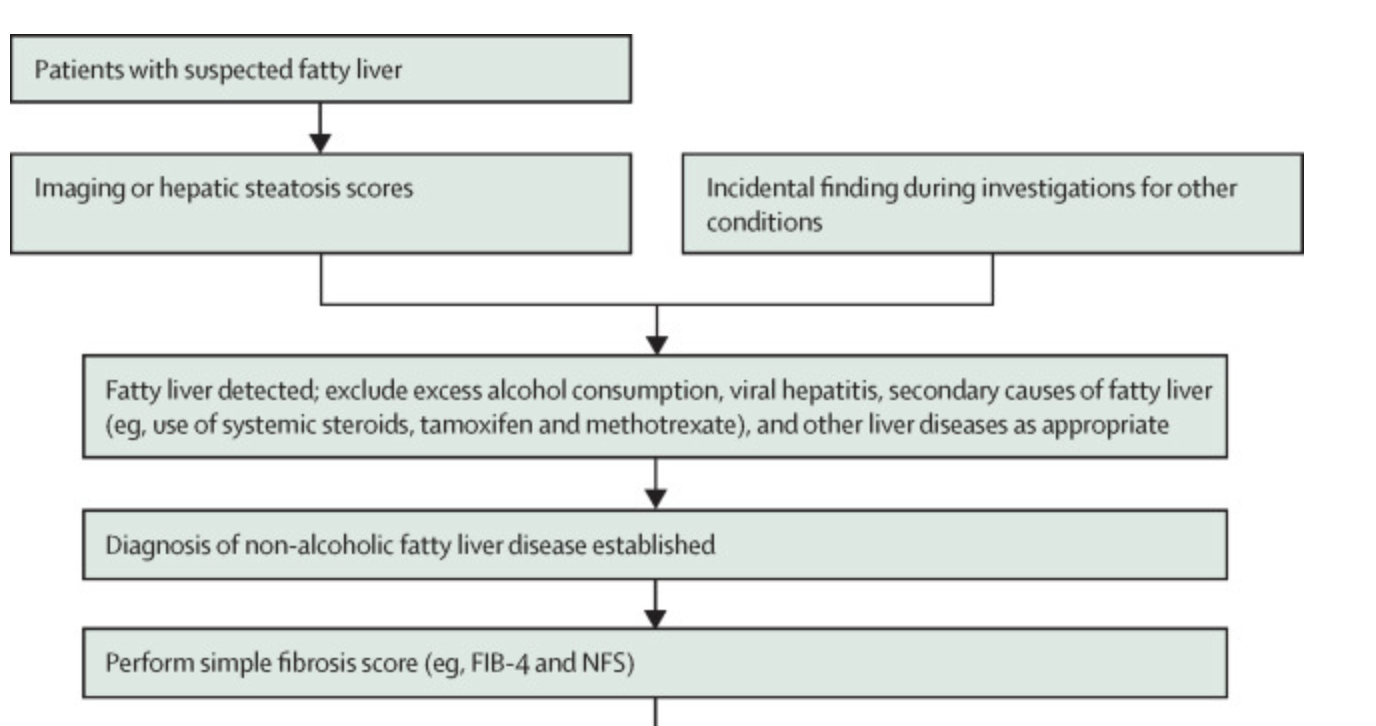 Patients with suspected fatty liver
Imaging or hepatic steatosis scores
Incidental finding during investigations for other
conditions
Fatty liver detected; exclude excess alcohol consumption, viral hepatitis, secondary causes of fatty liver
(eg, use of systemic steroids, tamoxifen and methotrexate), and other liver diseases as appropriate
Diagnosis of non-alcoholic fatty liver disease established
Perform simple fibrosis score (eg, FIB-4 and NFS)